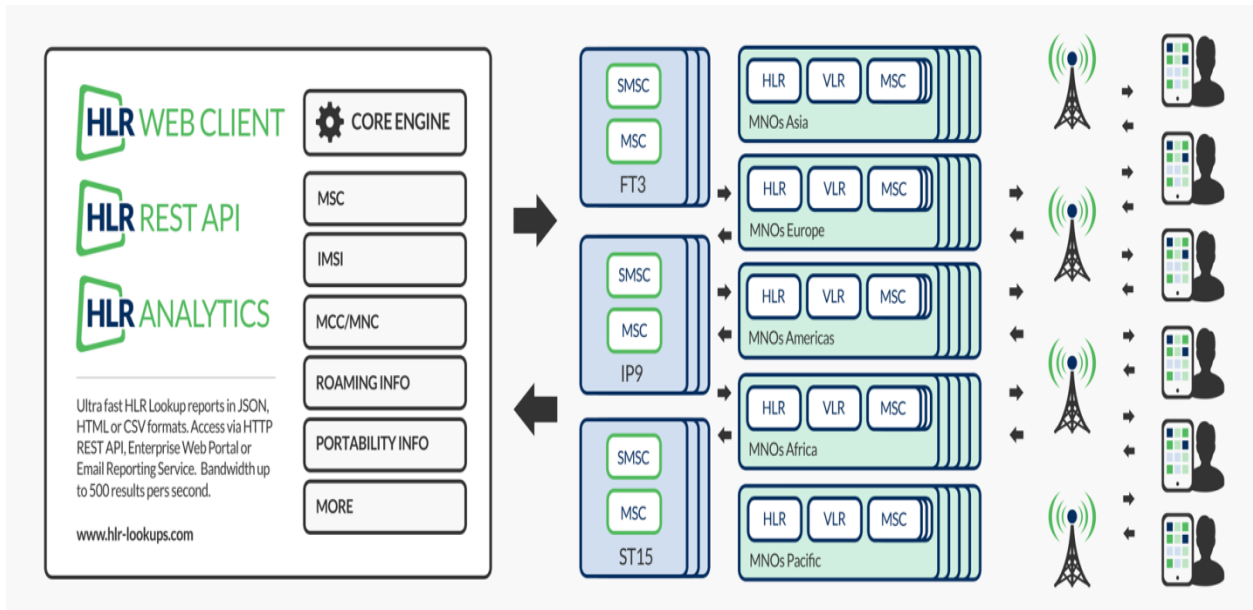 HLR WEB CLIENT
HLR REST API
HLR ANALYTICS
Ultra fast HLR Lookup reports in JSON,
HTML or CSV formats. Access via HTTP
REST API, Enterprise Web Portal or
Email Reporting Service. Bandwidth up
to 500 results pers second.
www.hlr-lookups.com
CORE ENGINE
MSC
IMSI
MCC/MNC
ROAMING INFO
PORTABILITY INFO
MORE
SMSC
MSC
FT3
SMSC
MSC
IP9
SMSC
MSC
ST15
HLR VLR MSC
MNOs Asia
HLR VLR MSC
MNOs Europe
HLR VLR MSC
MNOs Americas
HLR VLR MSC
MNOs Africa
HLR VLR MSC
MNOs Pacific